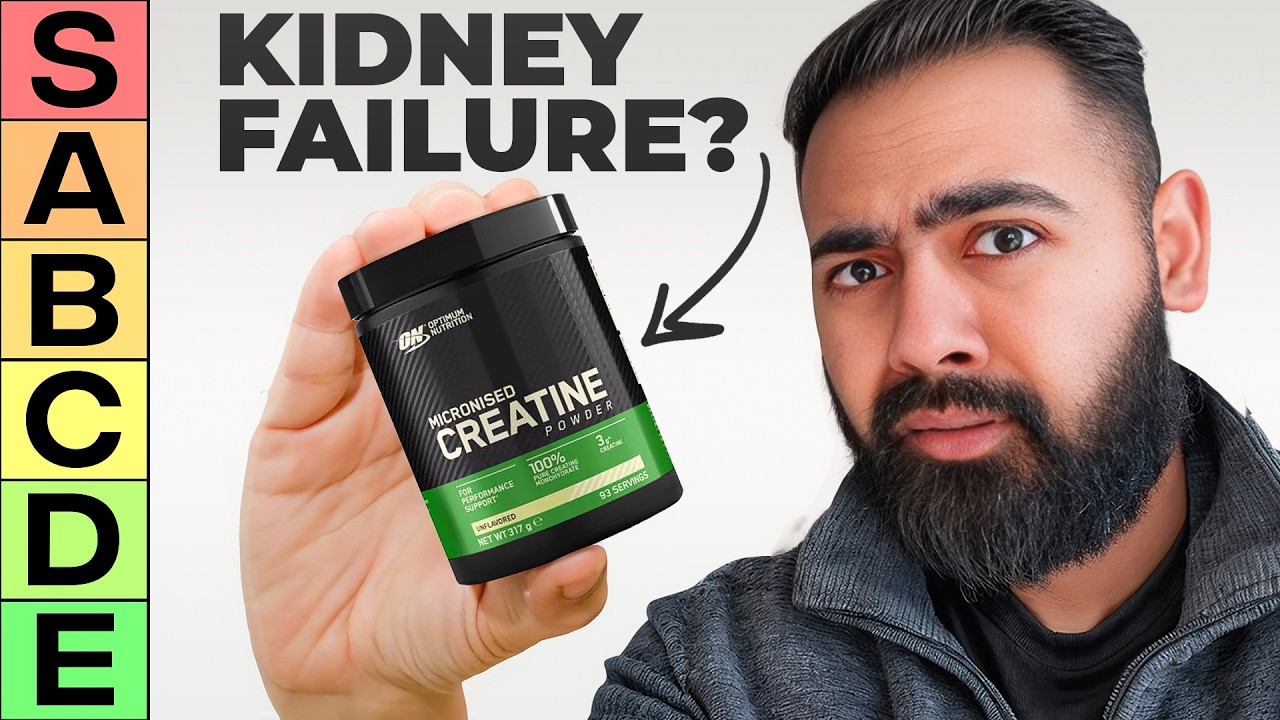 S
A
B
C
D
E
KIDNEY
FAILURE?
ON OPTIMUM
NUTRITION
MICRONISED
CREATINE
POWDER
FOR
PERFORMANCE
SUPPORT*
100%
PURE CREATINE
MONOHYDRATE
3g*
CREATINE
UNFLAVORED
93 SERVINGS
NET WT 317 g ℮